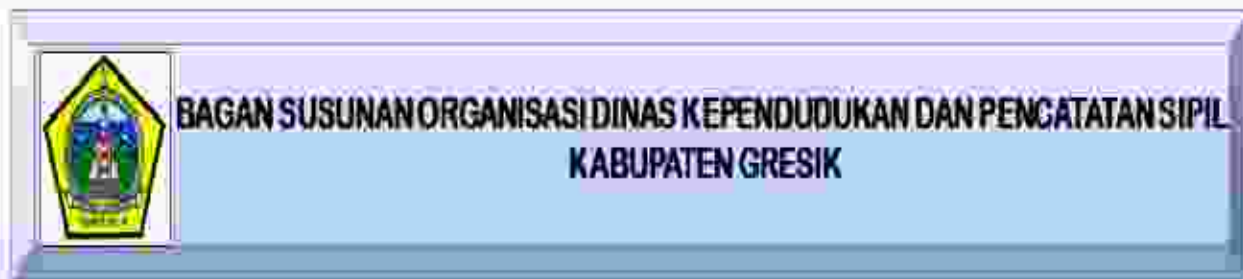 BAGAN SUSUNAN ORGANISASI DINAS KEPENDUDUKAN DAN PENCATATAN SIPIL
KABUPATEN GRESIK